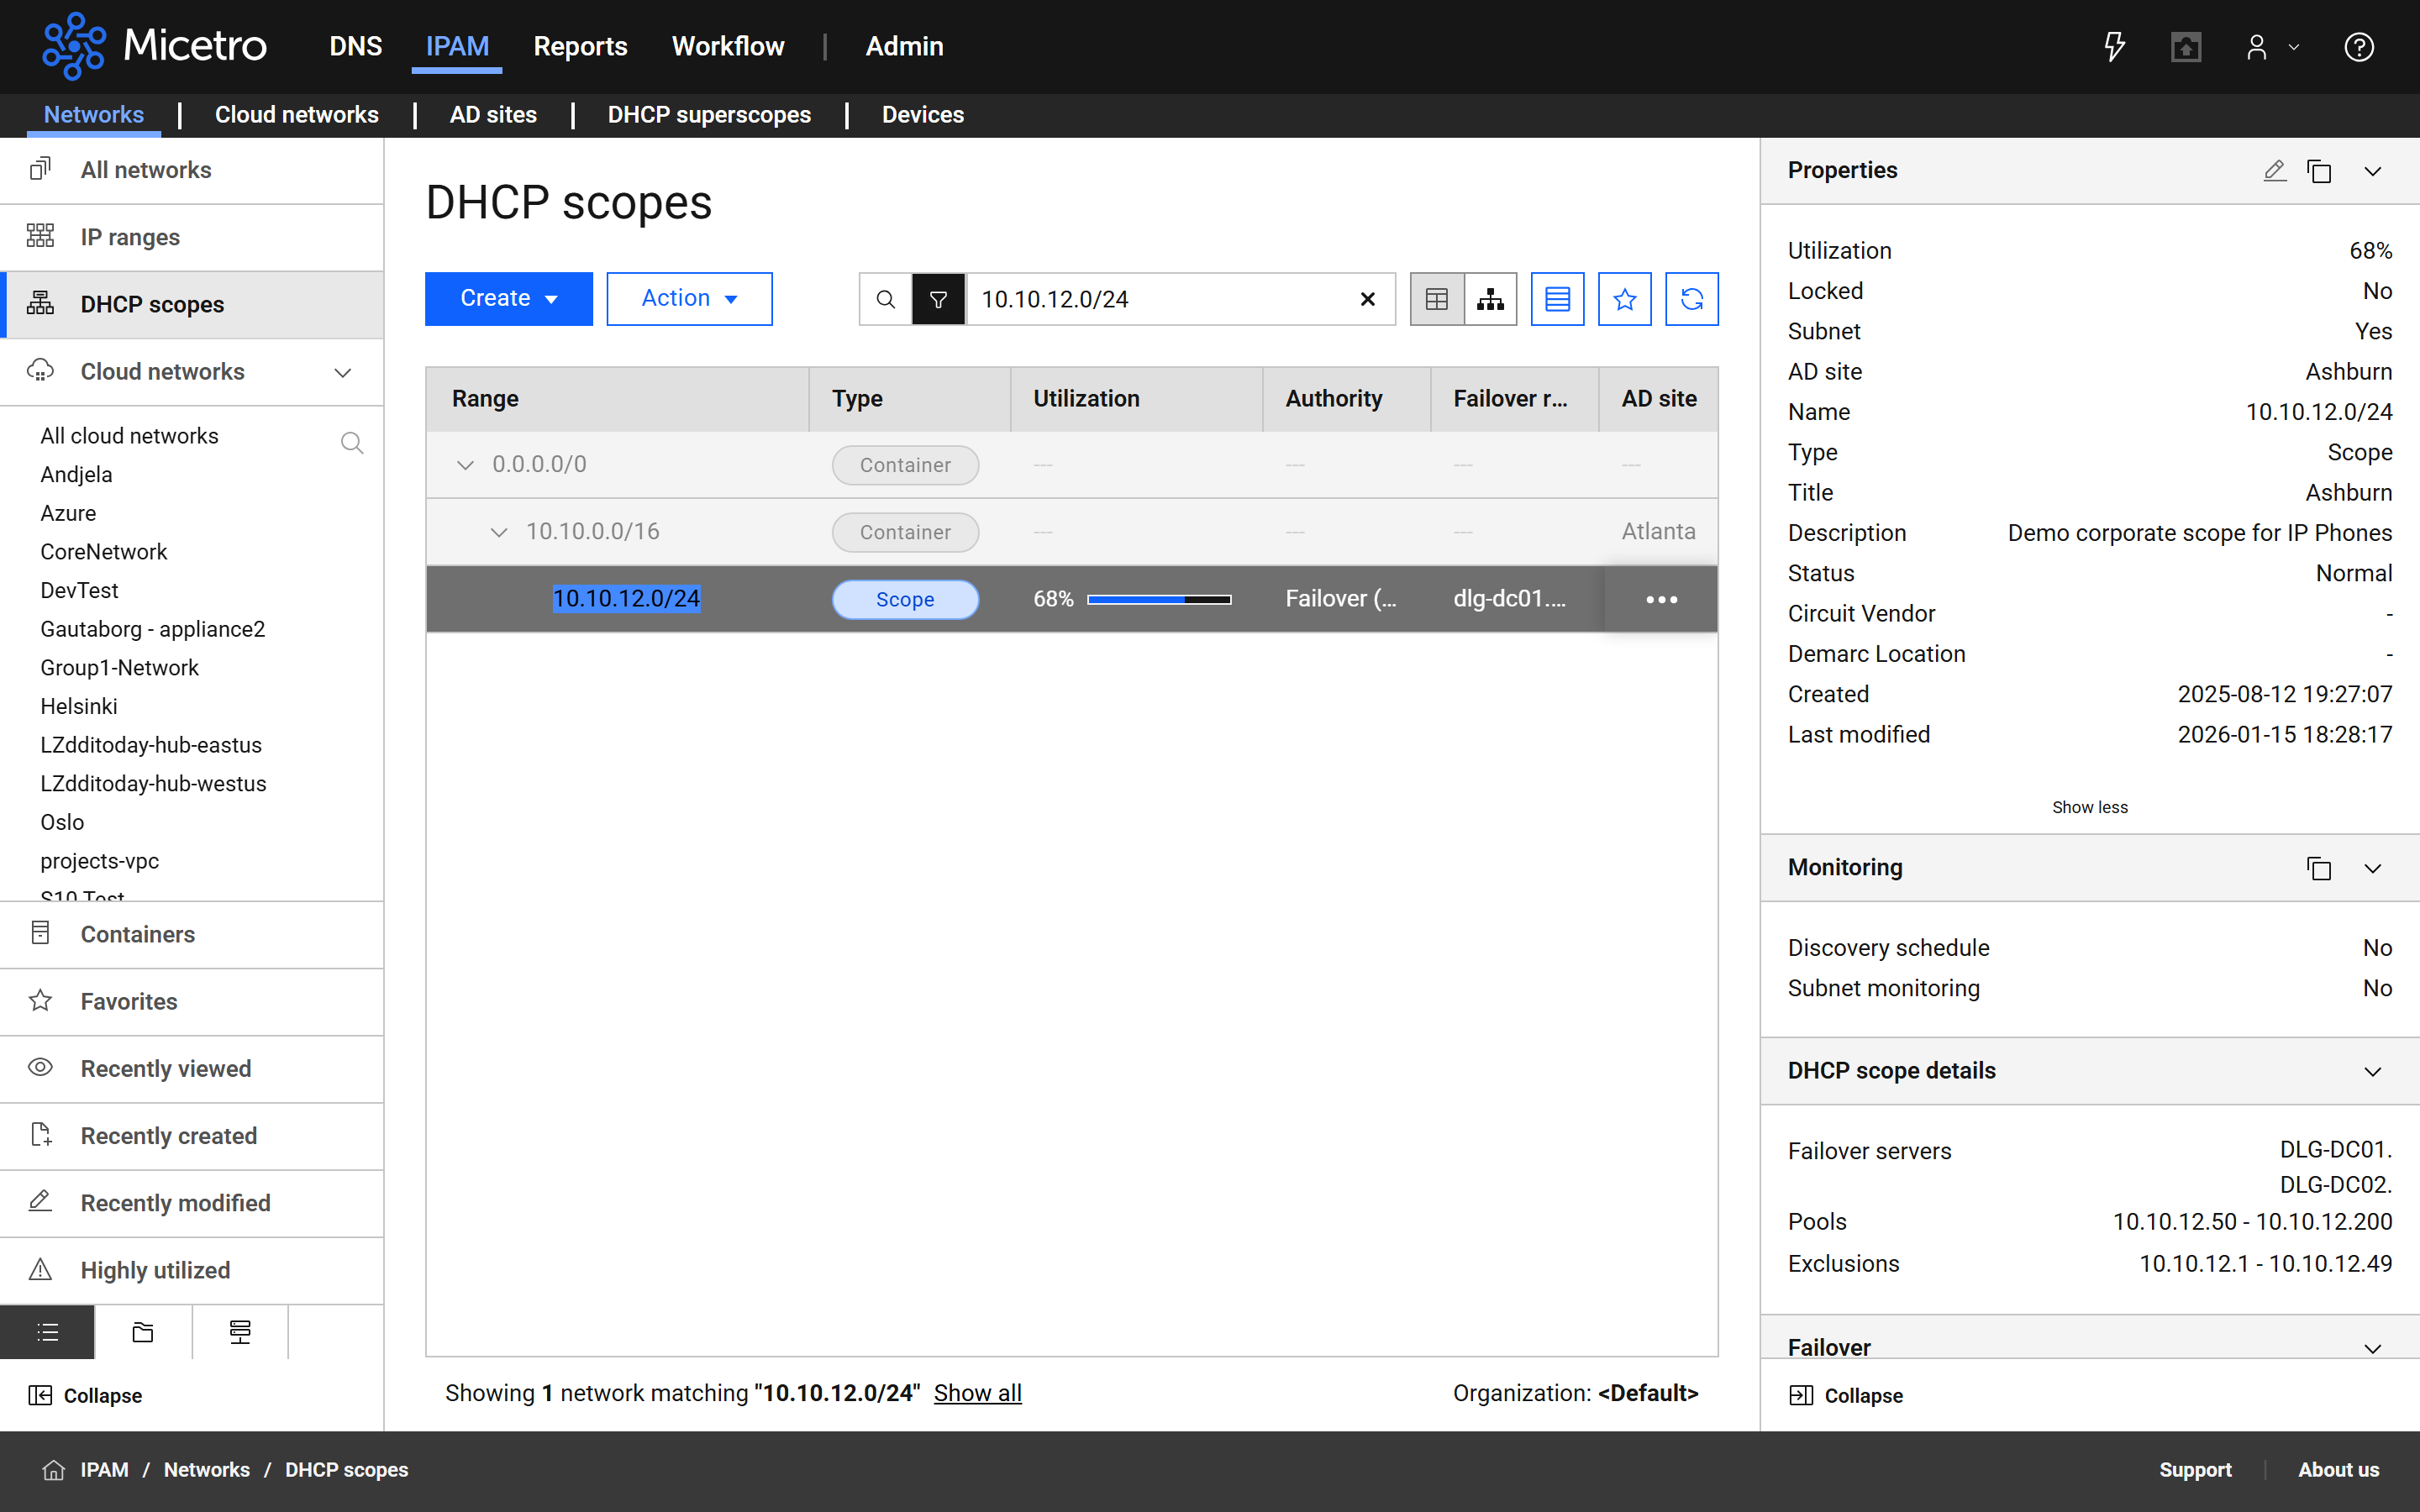 Micetro DNS IPAM Reports Workflow | Admin
Networks | Cloud networks | AD sites | DHCP superscopes | Devices
All networks
IP ranges
DHCP scopes
Cloud networks
All cloud networks
Andjela
Azure
CoreNetwork
DevTest
Gautaborg - appliance2
Group1-Network
Helsinki
LZdditoday-hub-eastus
LZdditoday-hub-westus
Oslo
projects-vpc
S10 Test
Containers
Favorites
Recently viewed
Recently created
Recently modified
Highly utilized
Collapse
DHCP scopes
Create Action 10.10.12.0/24
Range Type Utilization Authority Failover r... AD site
0.0.0.0/0 Container --- --- --- ---
10.10.0.0/16 Container --- --- --- Atlanta
10.10.12.0/24 Scope 68% Failover (... dlg-dc01....
Showing 1 network matching "10.10.12.0/24" Show all Organization: <Default>
Properties
Utilization 68%
Locked No
Subnet Yes
AD site Ashburn
Name 10.10.12.0/24
Type Scope
Title Ashburn
Description Demo corporate scope for IP Phones
Status Normal
Circuit Vendor -
Demarc Location -
Created 2025-08-12 19:27:07
Last modified 2026-01-15 18:28:17
Show less
Monitoring
Discovery schedule No
Subnet monitoring No
DHCP scope details
Failover servers DLG-DC01.
DLG-DC02.
Pools 10.10.12.50 - 10.10.12.200
Exclusions 10.10.12.1 - 10.10.12.49
Failover
Collapse
IPAM / Networks / DHCP scopes
Support | About us